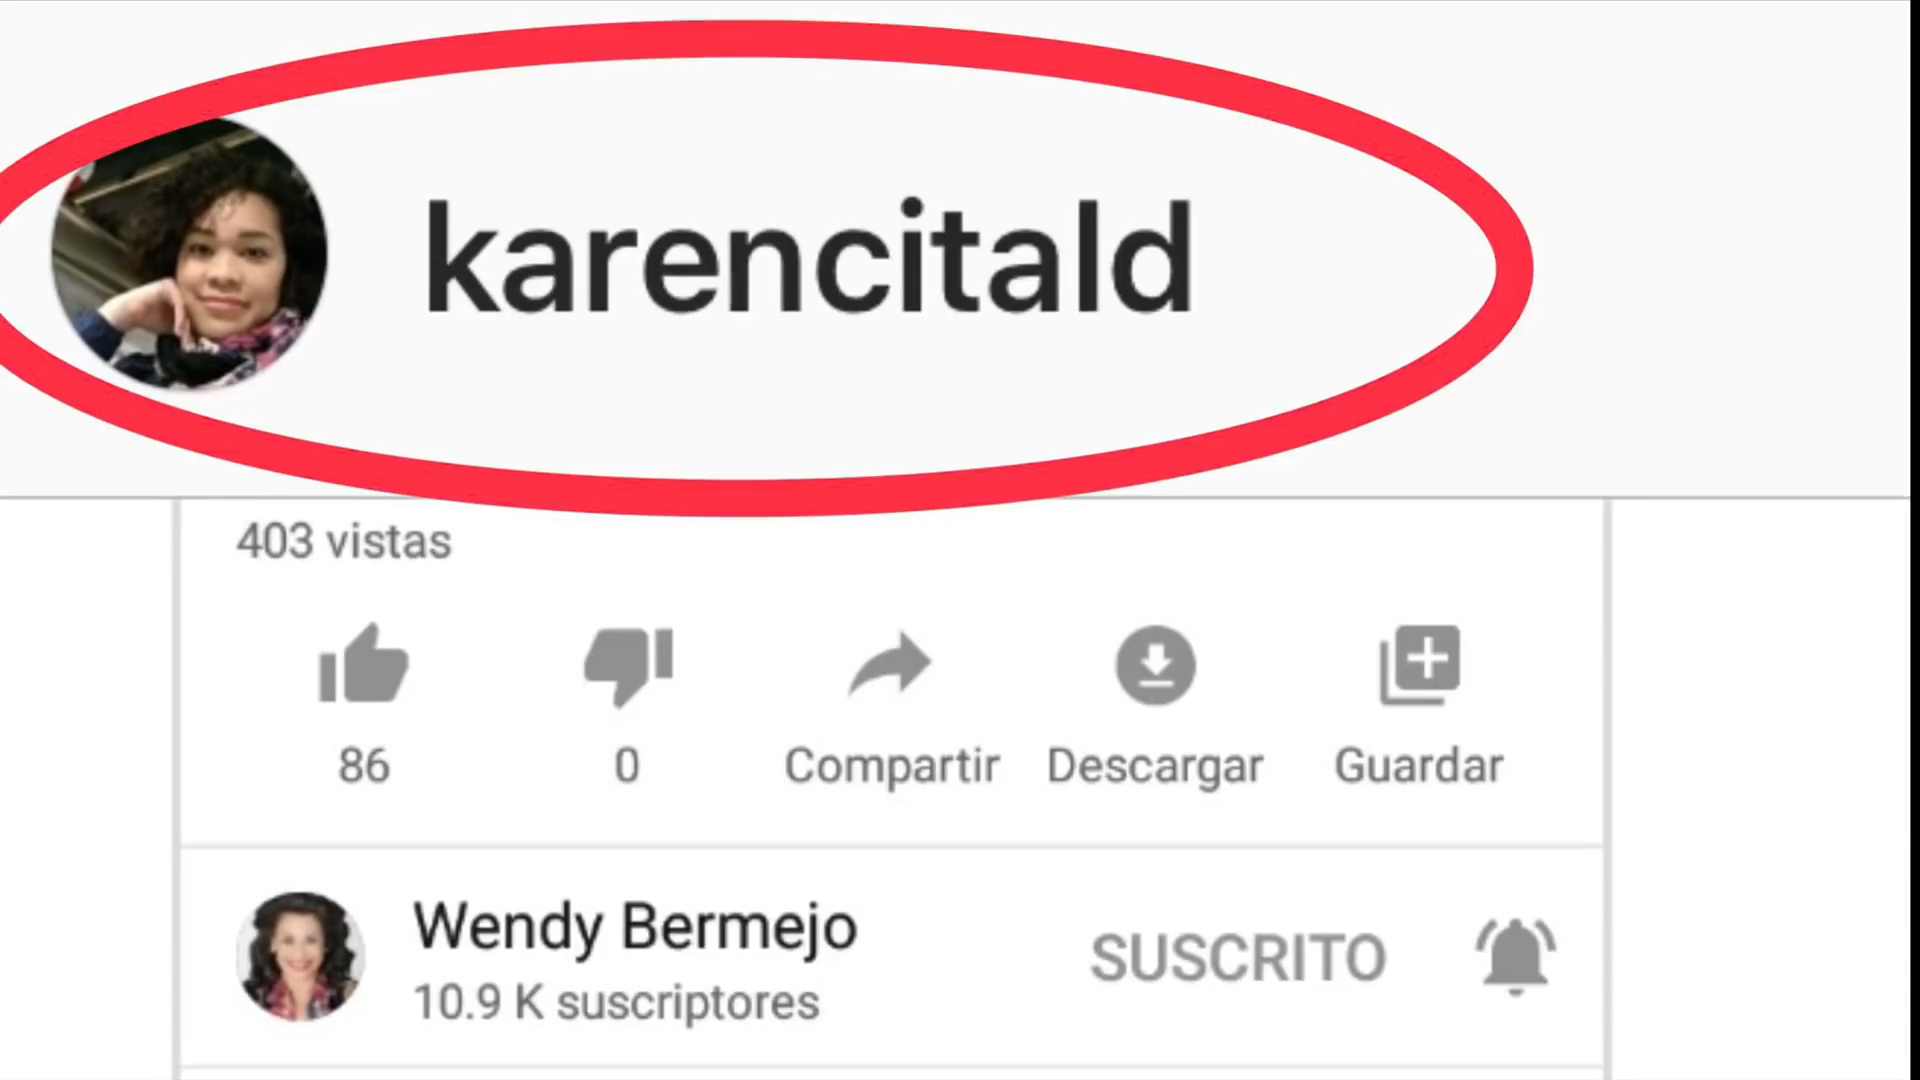 karencitald
403 vistas
86 0 Compartir Descargar Guardar
Wendy Bermejo
SUSCRITO
10.9 K suscriptores